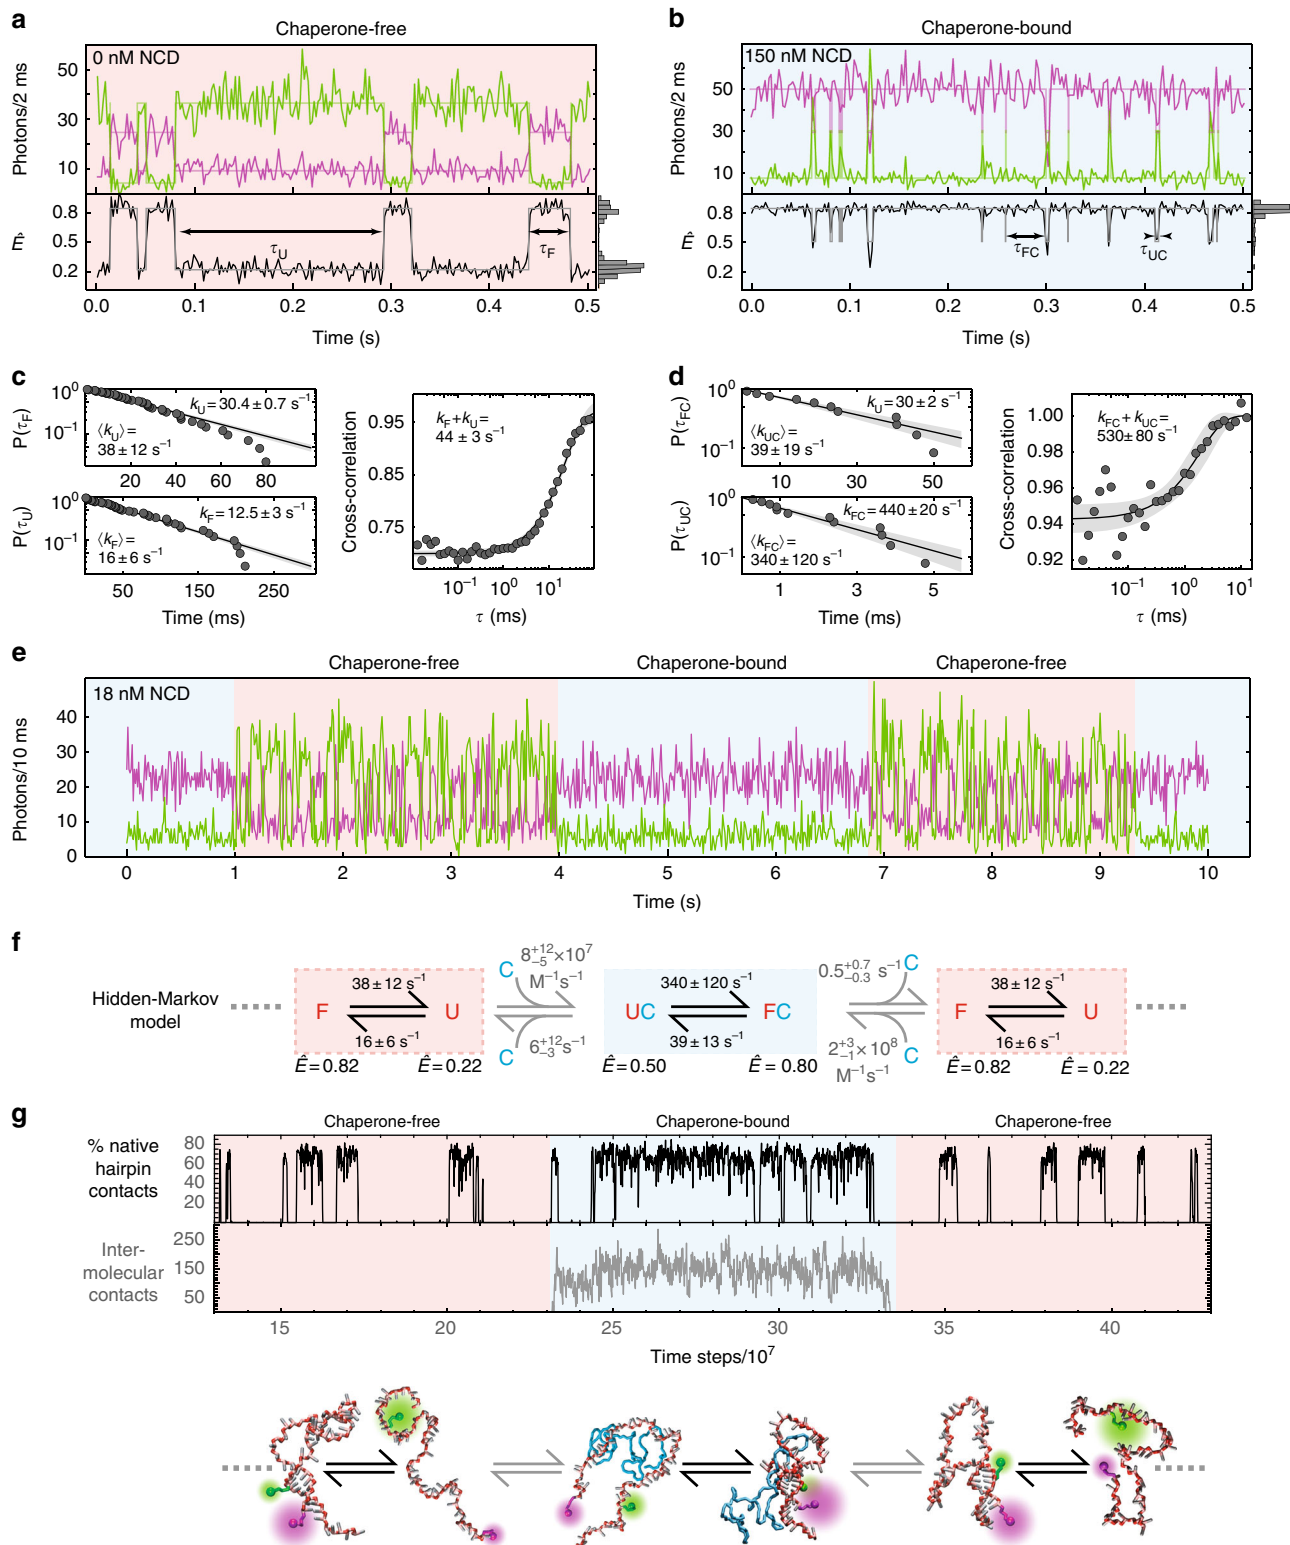 a
Chaperone-free
0 nM NCD
Photons/2 ms
50
30
10
Ê
0.8
0.5
0.2
τU
τF
0.0 0.1 0.2 0.3 0.4 0.5
Time (s)
b
Chaperone-bound
150 nM NCD
Photons/2 ms
50
30
10
Ê
0.8
0.5
0.2
τFC
τUC
0.0 0.1 0.2 0.3 0.4 0.5
Time (s)
c
P(τF)
10⁰
10⁻¹
kU = 30.4 ± 0.7 s⁻¹
⟨kU⟩ =
38 ± 12 s⁻¹
20 40 60 80
P(τU)
10⁰
10⁻¹
kF = 12.5 ± 3 s⁻¹
⟨kF⟩ =
16 ± 6 s⁻¹
50 150 250
Time (ms)
Cross-correlation
0.95
0.85
0.75
kF + kU =
44 ± 3 s⁻¹
10⁻¹ 10⁰ 10¹
τ (ms)
d
P(τFC)
10⁰
10⁻¹
kU = 30 ± 2 s⁻¹
⟨kUC⟩ =
39 ± 19 s⁻¹
10 30 50
P(τUC)
10⁰
10⁻¹
kFC = 440 ± 20 s⁻¹
⟨kFC⟩ =
340 ± 120 s⁻¹
1 3 5
Time (ms)
Cross-correlation
1.00
0.98
0.96
0.94
0.92
kFC + kUC =
530 ± 80 s⁻¹
10⁻¹ 10⁰ 10¹
τ (ms)
e
Chaperone-free Chaperone-bound Chaperone-free
18 nM NCD
Photons/10 ms
40
30
20
10
0
0 1 2 3 4 5 6 7 8 9 10
Time (s)
f
Hidden-Markov
model
F
38 ± 12 s⁻¹
16 ± 6 s⁻¹
U
Ê = 0.82 Ê = 0.22
C
8 +12 −5 × 10⁷
M⁻¹s⁻¹
C
6 +12 −3 s⁻¹
UC
340 ± 120 s⁻¹
39 ± 13 s⁻¹
FC
Ê = 0.50 Ê = 0.80
0.5 +0.7 −0.3 s⁻¹
C
2 +3 −1 × 10⁸
M⁻¹s⁻¹
C
F
38 ± 12 s⁻¹
16 ± 6 s⁻¹
U
Ê = 0.82 Ê = 0.22
g
Chaperone-free Chaperone-bound Chaperone-free
% native
hairpin
contacts
80
60
40
20
Inter-
molecular
contacts
250
150
50
15 20 25 30 35 40
Time steps/10⁷